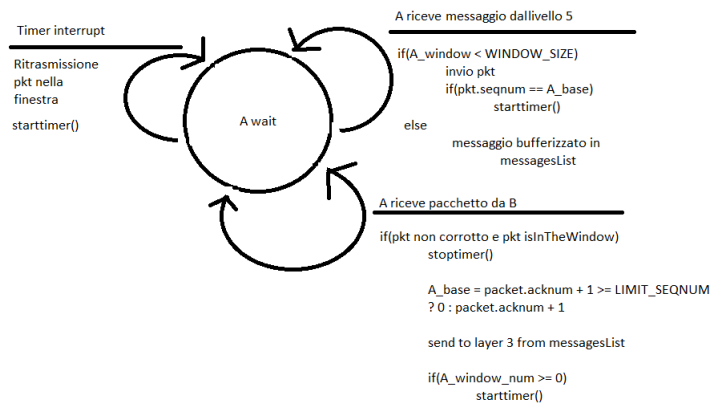 Timer interrupt
Ritrasmissione
pkt nella
finestra
starttimer()
A wait
A riceve messaggio dallivello 5
if(A_window < WINDOW_SIZE)
invio pkt
if(pkt.seqnum == A_base)
starttimer()
else
messaggio bufferizzato in
messagesList
A riceve pacchetto da B
if(pkt non corrotto e pkt isInTheWindow)
stoptimer()
A_base = packet.acknum + 1 >= LIMIT_SEQNUM
? 0 : packet.acknum + 1
send to layer 3 from messagesList
if(A_window_num >= 0)
starttimer()